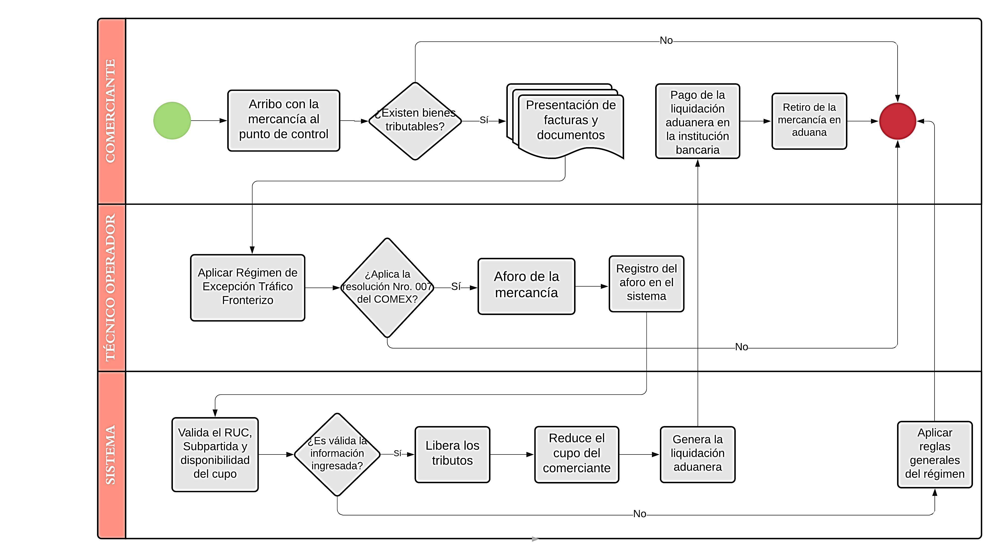 COMERCIANTE
No
Arribo con la
mercancía al
punto de control
¿Existen bienes
tributables?
Sí
Presentación de
facturas y
documentos
Pago de la
liquidación
aduanera en
la institución
bancaria
Retiro de la
mercancía en
aduana
TÉCNICO OPERADOR
Aplicar Régimen de
Excepción Tráfico
Fronterizo
¿Aplica la
resolución Nro. 007
del COMEX?
Sí
Aforo de la
mercancía
Registro del
aforo en el
sistema
No
SISTEMA
Valida el RUC,
Subpartida y
disponibilidad
del cupo
¿Es válida la
información
ingresada?
Sí
Libera los
tributos
Reduce el
cupo del
comerciante
Genera la
liquidación
aduanera
Aplicar
reglas
generales
del régimen
No